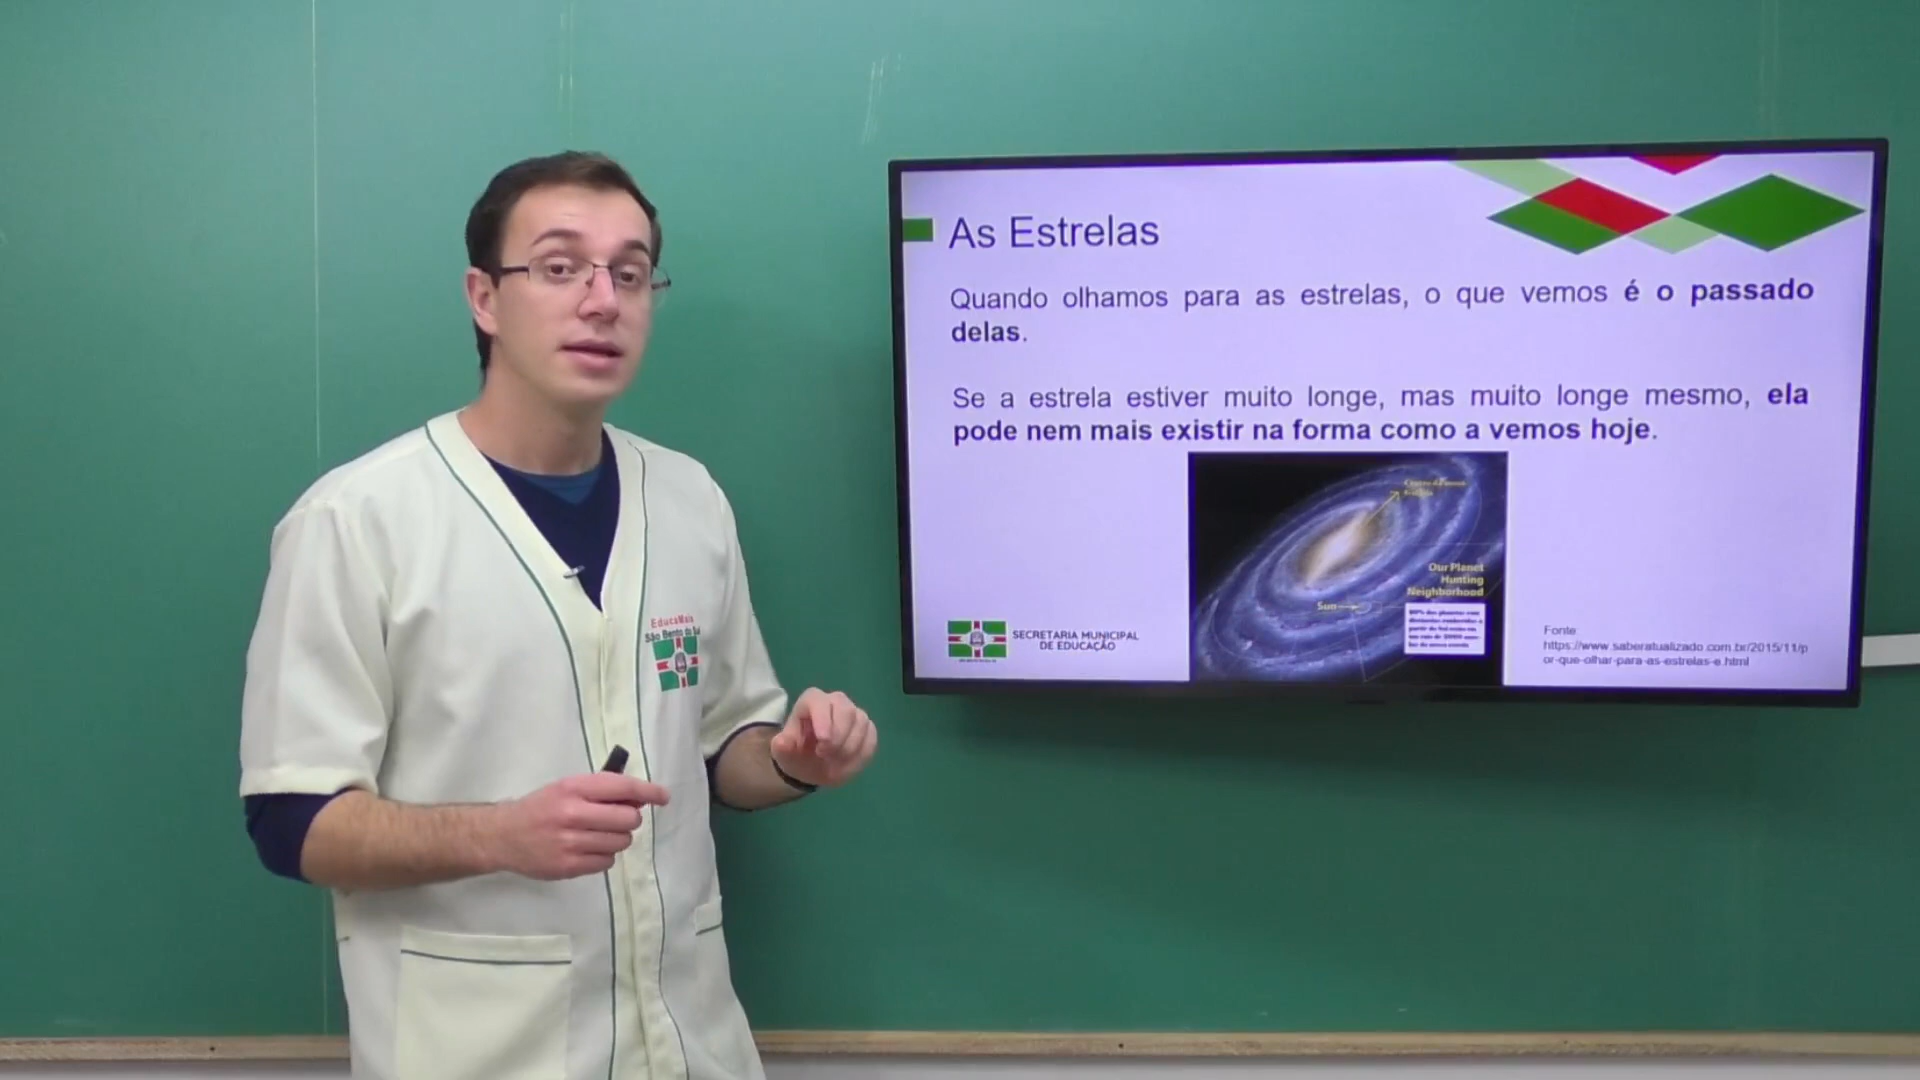 As Estrelas
Quando olhamos para as estrelas, o que vemos é o passado
delas.
Se a estrela estiver muito longe, mas muito longe mesmo, ela
pode nem mais existir na forma como a vemos hoje.
Our Planet
Hunting
Neighborhood
Sun
SECRETARIA MUNICIPAL
DE EDUCAÇÃO
Fonte:
https://www.saberatualizado.com.br/2015/11/p
or-que-olhar-para-as-estrelas-e.html
EducaMais
São Bento do Sul